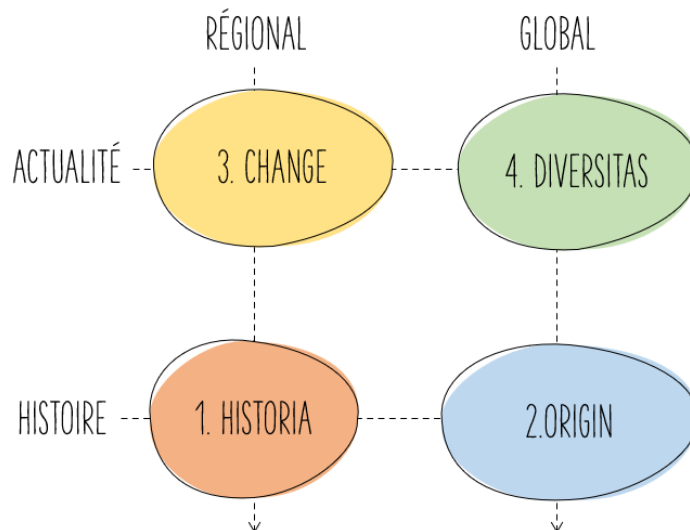 RÉGIONAL
GLOBAL
ACTUALITÉ
3. CHANGE
4. DIVERSITAS
HISTOIRE
1. HISTORIA
2.ORIGIN